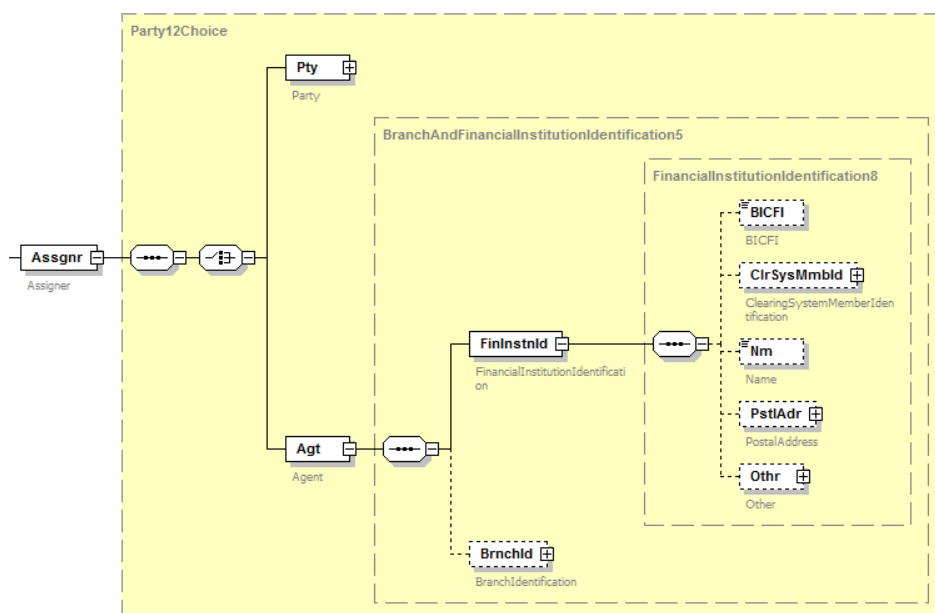 Party12Choice
Pty
Party
BranchAndFinancialInstitutionIdentification5
FinancialInstitutionIdentification8
BICFI
BICFI
Assgnr
Assigner
ClrSysMmbId
ClearingSystemMemberIden
tification
FinInstnId
FinancialInstitutionIdentificati
on
Nm
Name
PstlAdr
PostalAddress
Agt
Agent
Othr
Other
BrnchId
BranchIdentification